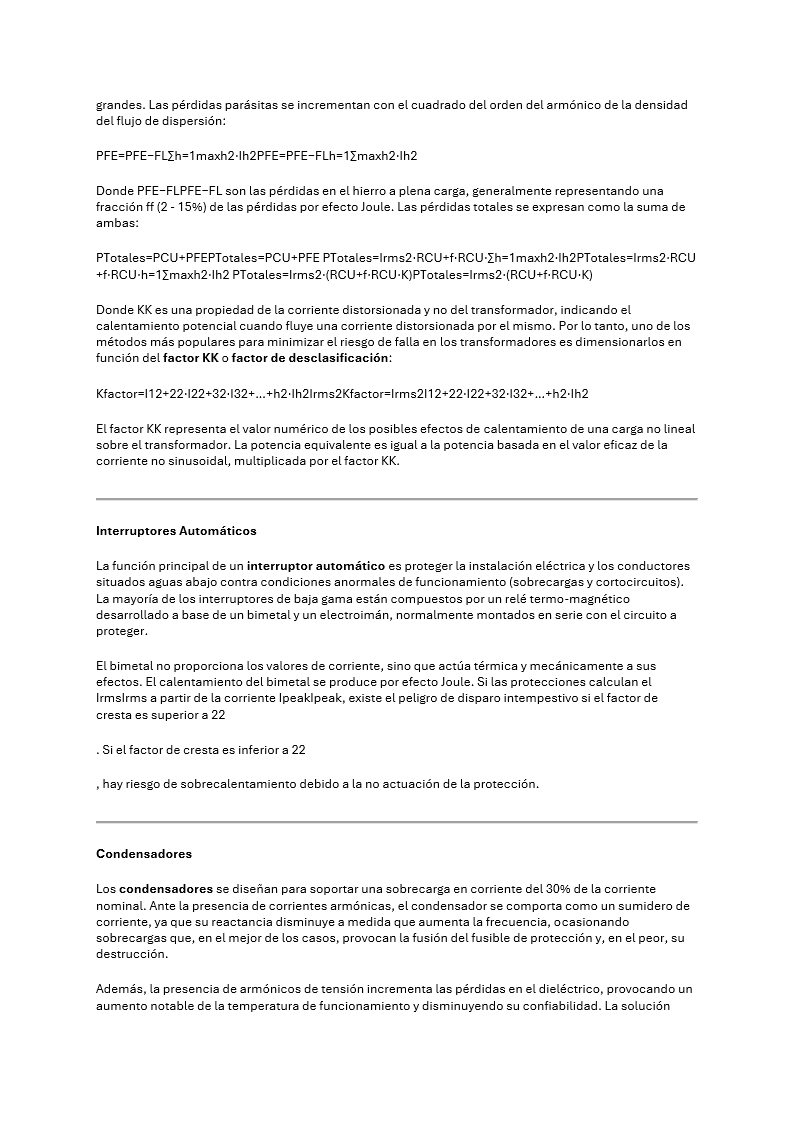 grandes. Las pérdidas parásitas se incrementan con el cuadrado del orden del armónico de la densidad
del flujo de dispersión:
PFE=PFE−FL∑h=1maxh2⋅Ih2PFE=PFE−FLh=1∑maxh2⋅Ih2
Donde PFE−FLPFE−FL son las pérdidas en el hierro a plena carga, generalmente representando una
fracción ff (2 - 15%) de las pérdidas por efecto Joule. Las pérdidas totales se expresan como la suma de
ambas:
PTotales=PCU+PFEPTotales=PCU+PFE PTotales=Irms2⋅RCU+f⋅RCU⋅∑h=1maxh2⋅Ih2PTotales=Irms2⋅RCU
+f⋅RCU⋅h=1∑maxh2⋅Ih2 PTotales=Irms2⋅(RCU+f⋅RCU⋅K)PTotales=Irms2⋅(RCU+f⋅RCU⋅K)
Donde KK es una propiedad de la corriente distorsionada y no del transformador, indicando el
calentamiento potencial cuando fluye una corriente distorsionada por el mismo. Por lo tanto, uno de los
métodos más populares para minimizar el riesgo de falla en los transformadores es dimensionarlos en
función del factor KK o factor de desclasificación:
Kfactor=I12+22⋅I22+32⋅I32+...+h2⋅Ih2Irms2Kfactor=Irms2I12+22⋅I22+32⋅I32+...+h2⋅Ih2
El factor KK representa el valor numérico de los posibles efectos de calentamiento de una carga no lineal
sobre el transformador. La potencia equivalente es igual a la potencia basada en el valor eficaz de la
corriente no sinusoidal, multiplicada por el factor KK.
Interruptores Automáticos
La función principal de un interruptor automático es proteger la instalación eléctrica y los conductores
situados aguas abajo contra condiciones anormales de funcionamiento (sobrecargas y cortocircuitos).
La mayoría de los interruptores de baja gama están compuestos por un relé termo-magnético
desarrollado a base de un bimetal y un electroimán, normalmente montados en serie con el circuito a
proteger.
El bimetal no proporciona los valores de corriente, sino que actúa térmica y mecánicamente a sus
efectos. El calentamiento del bimetal se produce por efecto Joule. Si las protecciones calculan el
IrmsIrms a partir de la corriente IpeakIpeak, existe el peligro de disparo intempestivo si el factor de
cresta es superior a 22
. Si el factor de cresta es inferior a 22
, hay riesgo de sobrecalentamiento debido a la no actuación de la protección.
Condensadores
Los condensadores se diseñan para soportar una sobrecarga en corriente del 30% de la corriente
nominal. Ante la presencia de corrientes armónicas, el condensador se comporta como un sumidero de
corriente, ya que su reactancia disminuye a medida que aumenta la frecuencia, ocasionando
sobrecargas que, en el mejor de los casos, provocan la fusión del fusible de protección y, en el peor, su
destrucción.
Además, la presencia de armónicos de tensión incrementa las pérdidas en el dieléctrico, provocando un
aumento notable de la temperatura de funcionamiento y disminuyendo su confiabilidad. La solución